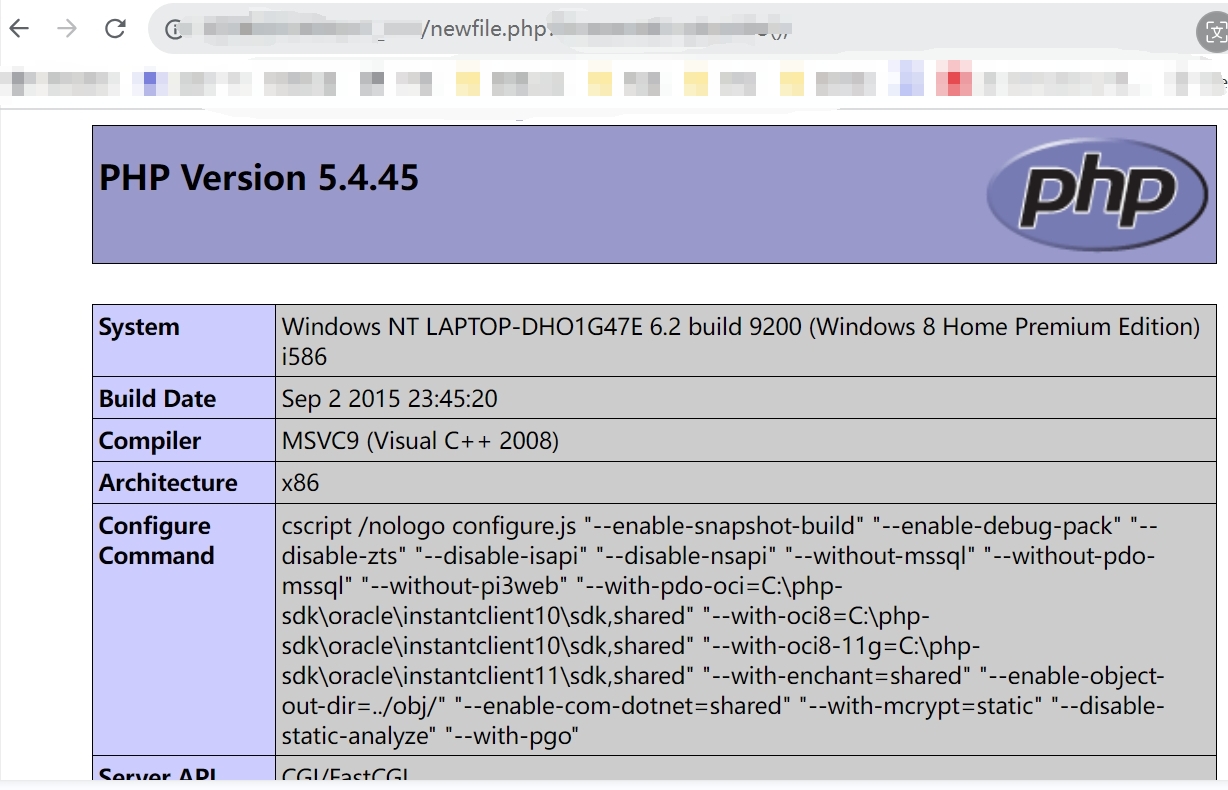 /newfile.php
PHP Version 5.4.45
php
System
Windows NT LAPTOP-DHO1G47E 6.2 build 9200 (Windows 8 Home Premium Edition)
i586
Build Date
Sep 2 2015 23:45:20
Compiler
MSVC9 (Visual C++ 2008)
Architecture
x86
Configure
Command
cscript /nologo configure.js "--enable-snapshot-build" "--enable-debug-pack" "--
disable-zts" "--disable-isapi" "--disable-nsapi" "--without-mssql" "--without-pdo-
mssql" "--without-pi3web" "--with-pdo-oci=C:\php-
sdk\oracle\instantclient10\sdk,shared" "--with-oci8=C:\php-
sdk\oracle\instantclient10\sdk,shared" "--with-oci8-11g=C:\php-
sdk\oracle\instantclient11\sdk,shared" "--with-enchant=shared" "--enable-object-
out-dir=../obj/" "--enable-com-dotnet=shared" "--with-mcrypt=static" "--disable-
static-analyze" "--with-pgo"
Server API
CGI/FastCGI